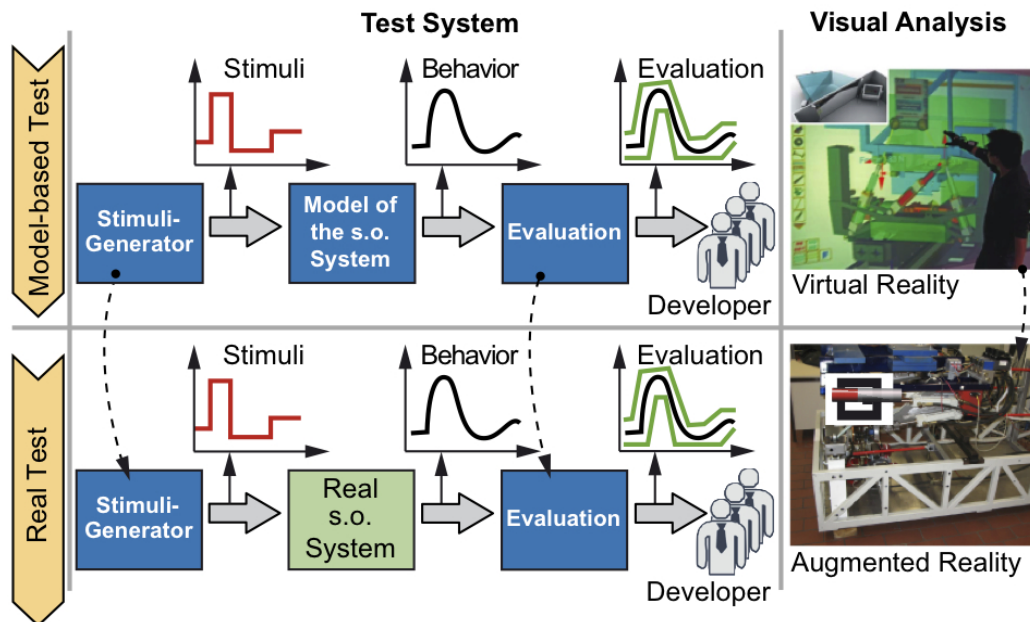 Test System
Visual Analysis
Model-based Test
Stimuli
Behavior
Evaluation
Stimuli-
Generator
Model of
the s.o.
System
Evaluation
Developer
Virtual Reality
Real Test
Stimuli
Behavior
Evaluation
Stimuli-
Generator
Real
s.o.
System
Evaluation
Developer
Augmented Reality